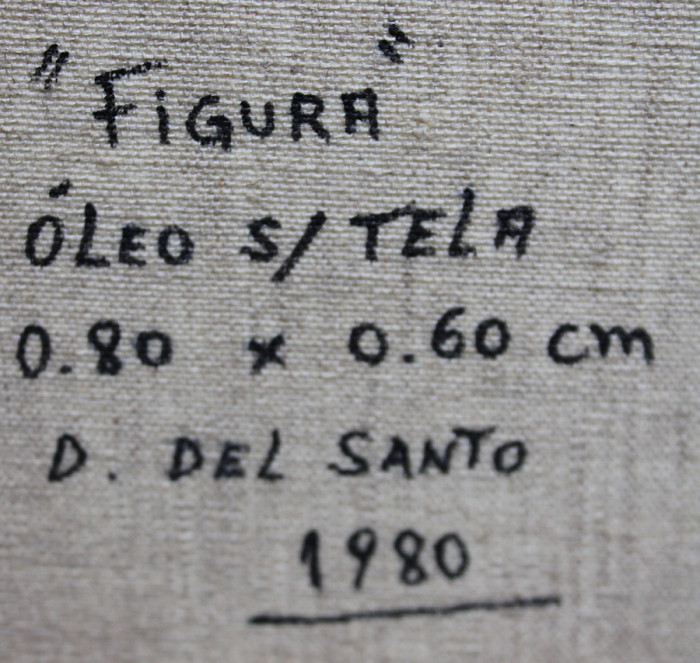 "FiGURA"
ÓLEO S/ TELA
0.80 x 0.60 cm
D. DEL SANTO
1980